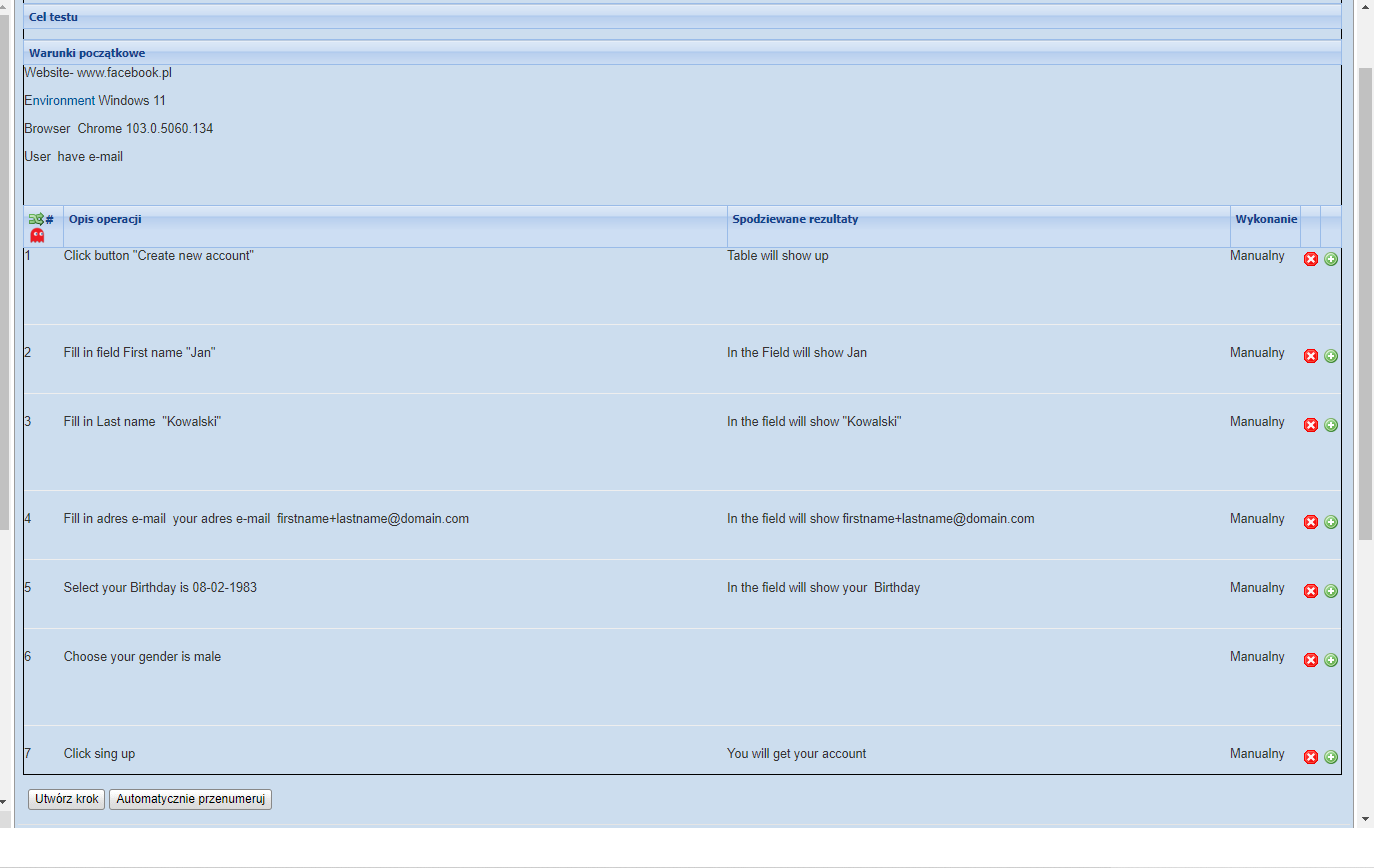 Cel testu
Warunki początkowe
Website- www.facebook.pl
Environment Windows 11
Browser  Chrome 103.0.5060.134
User  have e-mail
# Opis operacji Spodziewane rezultaty Wykonanie
1 Click button "Create new account" Table will show up Manualny
2 Fill in field First name "Jan" In the Field will show Jan Manualny
3 Fill in Last name  "Kowalski" In the field will show "Kowalski" Manualny
4 Fill in adres e-mail  your adres e-mail  firstname+lastname@domain.com In the field will show firstname+lastname@domain.com Manualny
5 Select your Birthday is 08-02-1983 In the field will show your  Birthday Manualny
6 Choose your gender is male Manualny
7 Click sing up You will get your account Manualny
Utwórz krok Automatycznie przenumeruj